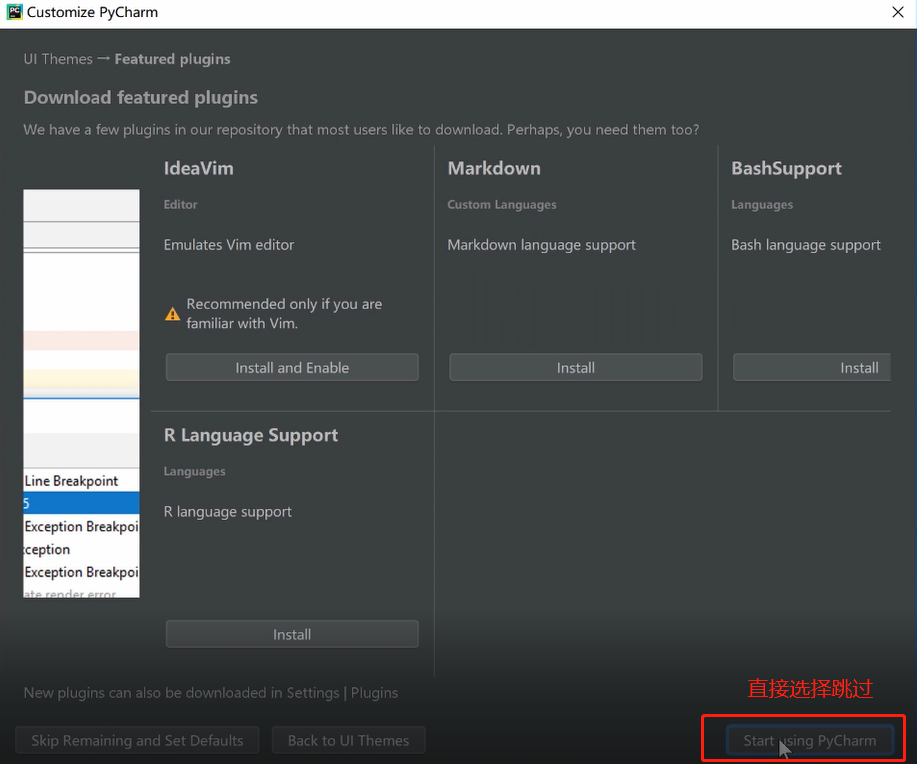 Customize PyCharm
UI Themes → Featured plugins
Download featured plugins
We have a few plugins in our repository that most users like to download. Perhaps, you need them too?
IdeaVim
Editor
Emulates Vim editor
Recommended only if you are
familiar with Vim.
Install and Enable
Markdown
Custom Languages
Markdown language support
Install
BashSupport
Languages
Bash language support
Install
Line Breakpoint
5
Exception Breakpoi
ception
Exception Breakpoi
ate render error
R Language Support
Languages
R language support
Install
New plugins can also be downloaded in Settings | Plugins
直接选择跳过
Skip Remaining and Set Defaults
Back to UI Themes
Start using PyCharm